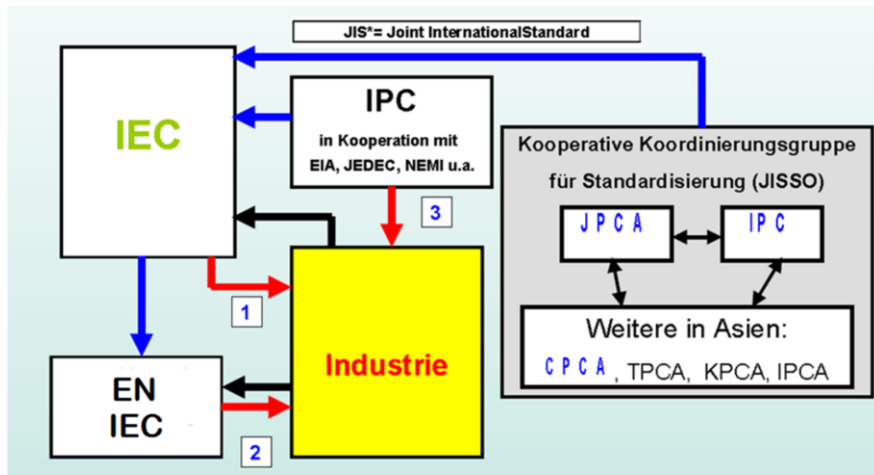 JIS*= Joint InternationalStandard
IEC
IPC
in Kooperation mit
EIA, JEDEC, NEMI u.a.
Kooperative Koordinierungsgruppe
für Standardisierung (JISSO)
JPCA
IPC
3
1
Industrie
Weitere in Asien:
CPCA, TPCA, KPCA, IPCA
EN
IEC
2